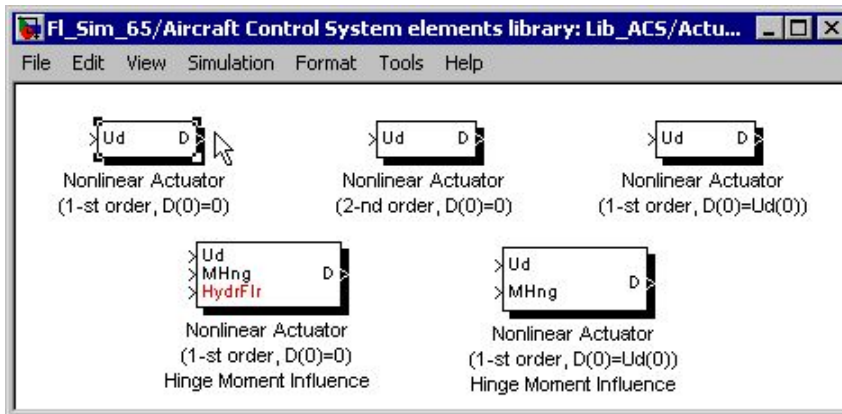 Fl_Sim_65/Aircraft Control System elements library: Lib_ACS/Actu...
File Edit View Simulation Format Tools Help
Ud D
Ud D
Ud D
Nonlinear Actuator
(1-st order, D(0)=0)
Nonlinear Actuator
(2-nd order, D(0)=0)
Nonlinear Actuator
(1-st order, D(0)=Ud(0))
Ud
MHng D
HydrFlr
Ud
MHng D
Nonlinear Actuator
(1-st order, D(0)=0)
Hinge Moment Influence
Nonlinear Actuator
(1-st order, D(0)=Ud(0))
Hinge Moment Influence